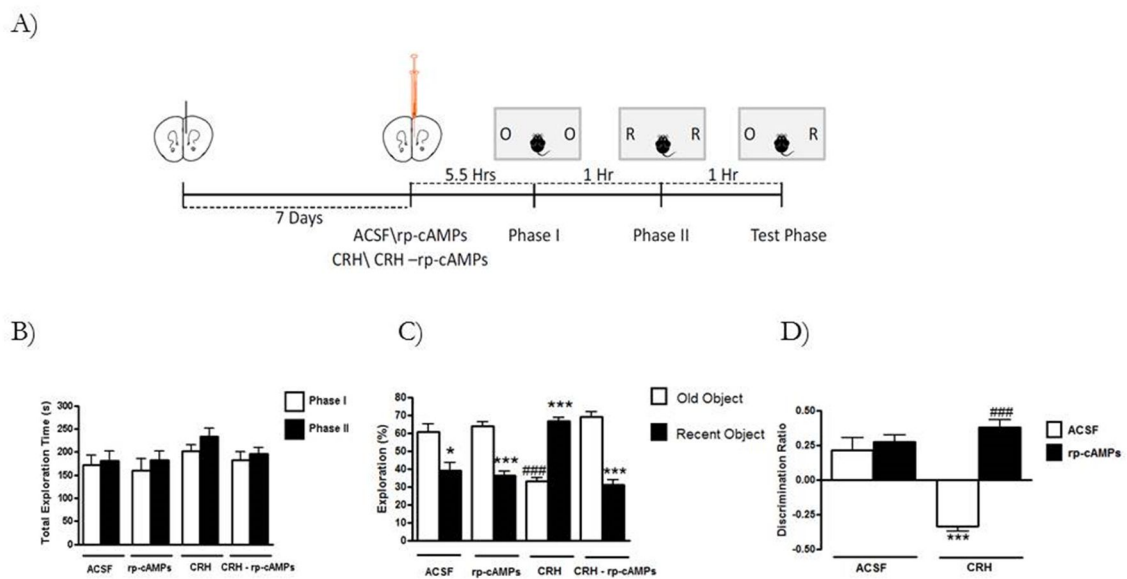 A)
O O R R O R
5.5 Hrs 1 Hr 1 Hr
7 Days
ACSF\rp-cAMPs Phase I Phase II Test Phase
CRH\ CRH –rp-cAMPs
B)
Total Exploration Time (s)
300
250
200
150
100
50
0
ACSF rp-cAMPs CRH CRH - rp-cAMPs
Phase I
Phase II
C)
Exploration (%)
80
70
60
50
40
30
20
10
0
* *** ### *** ***
ACSF rp-cAMPs CRH CRH - rp-cAMPs
Old Object
Recent Object
D)
Discrimination Ratio
0.50
0.25
0.00
-0.25
-0.50
###
***
ACSF CRH
ACSF
rp-cAMPs